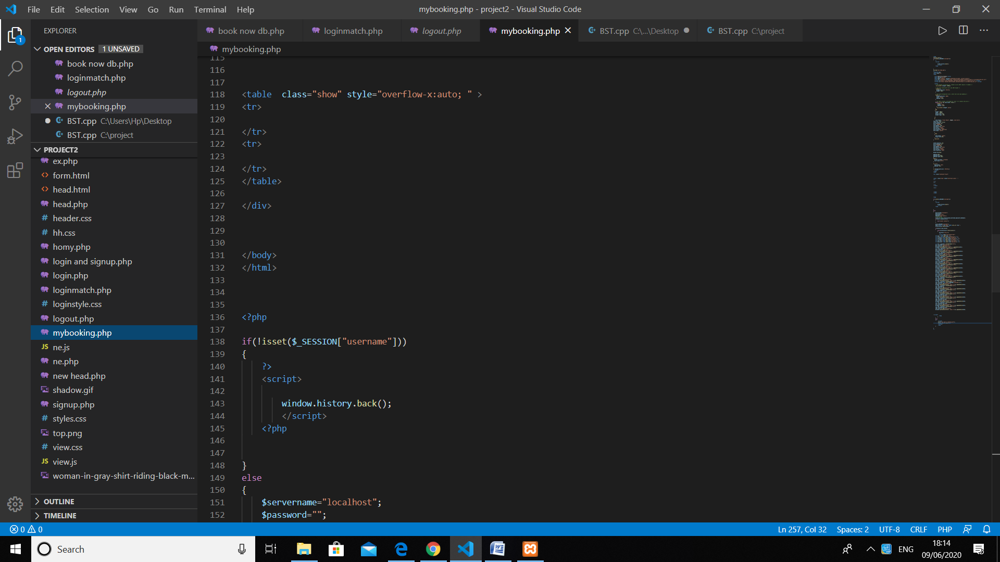 File Edit Selection View Go Run Terminal Help
mybooking.php - project2 - Visual Studio Code
EXPLORER
1
OPEN EDITORS 1 UNSAVED
book now db.php
loginmatch.php
logout.php
mybooking.php
BST.cpp C:\Users\Hp\Desktop
BST.cpp C:\project
PROJECT2
ex.php
form.html
head.html
head.php
header.css
hh.css
homy.php
login and signup.php
login.php
loginmatch.php
loginstyle.css
logout.php
mybooking.php
ne.js
ne.php
new head.php
shadow.gif
signup.php
styles.css
top.png
view.css
view.js
woman-in-gray-shirt-riding-black-m...
OUTLINE
TIMELINE
book now db.php loginmatch.php logout.php mybooking.php BST.cpp C:\...\Desktop BST.cpp C:\project
mybooking.php
115
116
117
118 <table  class="show" style="overflow-x:auto; " >
119 <tr>
120
121 </tr>
122 <tr>
123
124 </tr>
125 </table>
126
127 </div>
128
129
130
131 </body>
132 </html>
133
134
135
136 <?php
137
138 if(!isset($_SESSION["username"]))
139 {
140     ?>
141     <script>
142
143         window.history.back();
144         </script>
145     <?php
146
147
148 }
149 else
150 {
151     $servername="localhost";
152     $password="";
0 0
Ln 257, Col 32 Spaces: 2 UTF-8 CRLF PHP
Search
ENG
18:14
09/06/2020